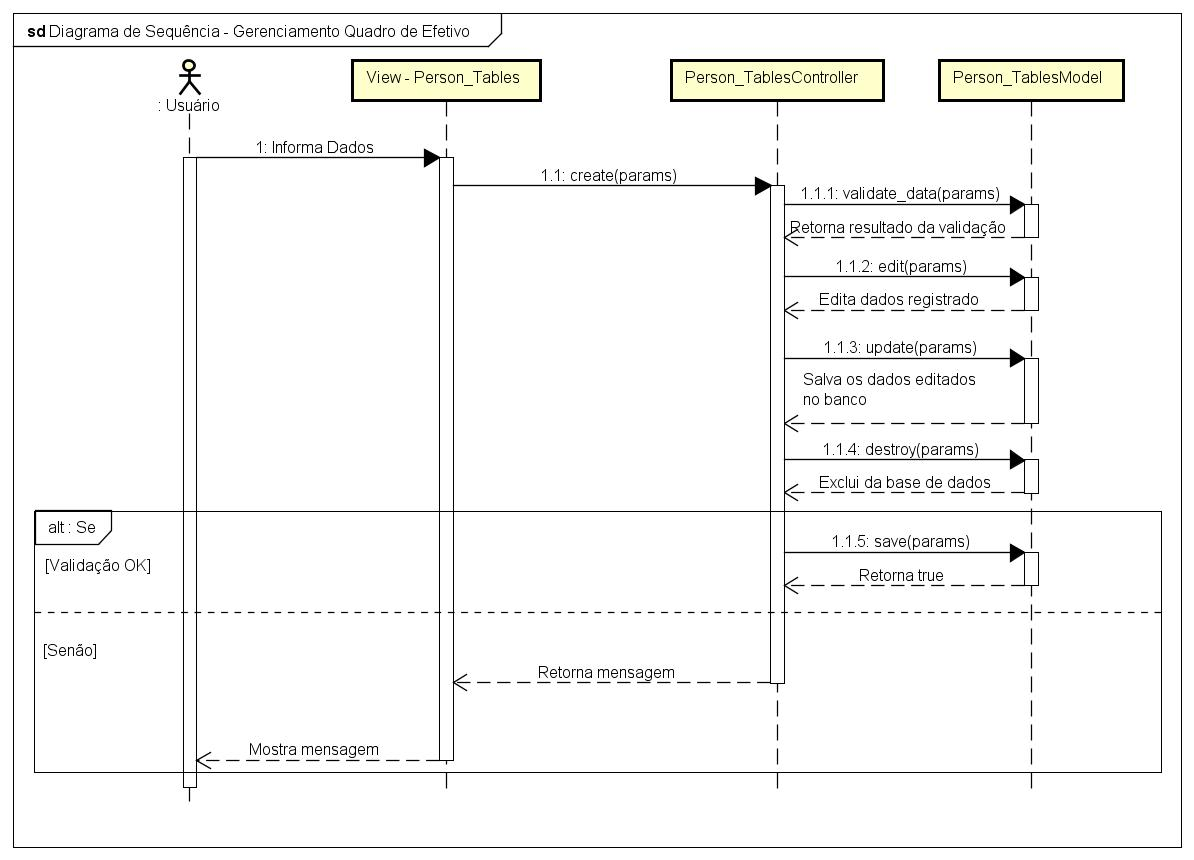 sd Diagrama de Sequência - Gerenciamento Quadro de Efetivo
: Usuário
View - Person_Tables
Person_TablesController
Person_TablesModel
1: Informa Dados
1.1: create(params)
1.1.1: validate_data(params)
Retorna resultado da validação
1.1.2: edit(params)
Edita dados registrado
1.1.3: update(params)
Salva os dados editados
no banco
1.1.4: destroy(params)
Exclui da base de dados
alt : Se
[Validação OK]
1.1.5: save(params)
Retorna true
[Senão]
Retorna mensagem
Mostra mensagem